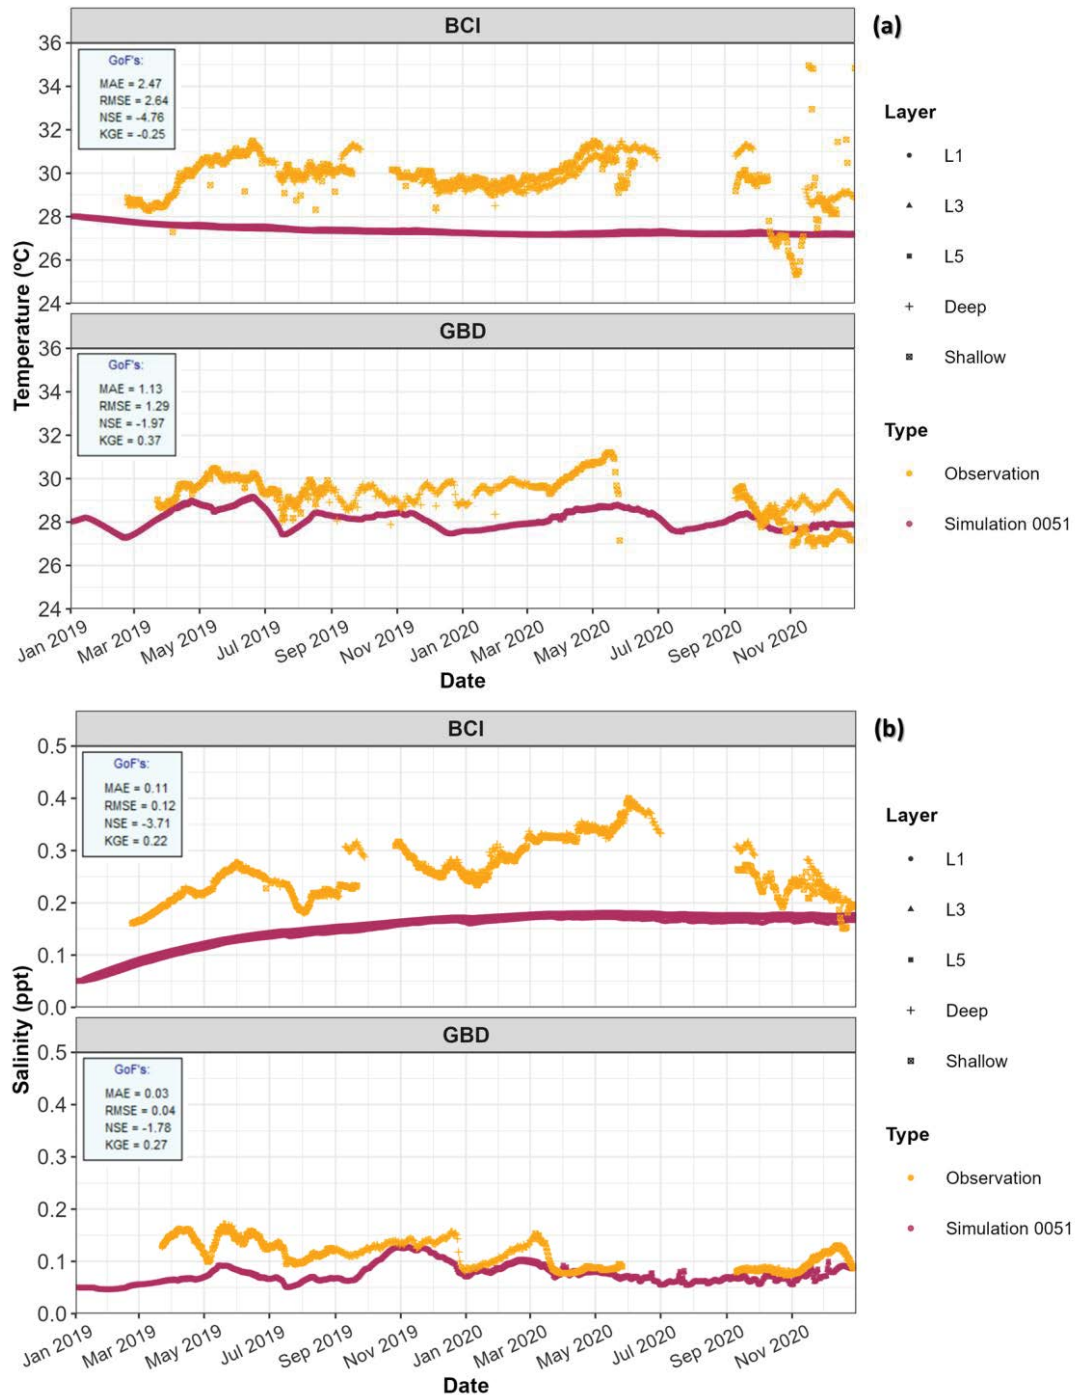 BCI
(a)
36
34
32
30
28
26
24
GoF's:
MAE = 2.47
RMSE = 2.64
NSE = -4.76
KGE = -0.25
GBD
36
34
32
30
28
26
24
GoF's:
MAE = 1.13
RMSE = 1.29
NSE = -1.97
KGE = 0.37
Temperature (ºC)
Jan 2019
Mar 2019
May 2019
Jul 2019
Sep 2019
Nov 2019
Jan 2020
Mar 2020
May 2020
Jul 2020
Sep 2020
Nov 2020
Date
Layer
L1
L3
L5
Deep
Shallow
Type
Observation
Simulation 0051
BCI
(b)
0.5
0.4
0.3
0.2
0.1
0.0
GoF's:
MAE = 0.11
RMSE = 0.12
NSE = -3.71
KGE = 0.22
GBD
0.5
0.4
0.3
0.2
0.1
0.0
GoF's:
MAE = 0.03
RMSE = 0.04
NSE = -1.78
KGE = 0.27
Salinity (ppt)
Jan 2019
Mar 2019
May 2019
Jul 2019
Sep 2019
Nov 2019
Jan 2020
Mar 2020
May 2020
Jul 2020
Sep 2020
Nov 2020
Date
Layer
L1
L3
L5
Deep
Shallow
Type
Observation
Simulation 0051